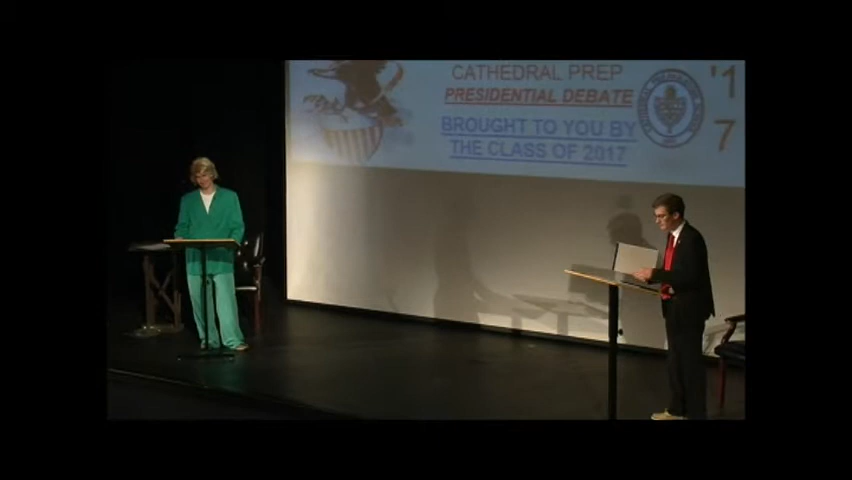 CATHEDRAL PREP
PRESIDENTIAL DEBATE
BROUGHT TO YOU BY
THE CLASS OF 2017
'1
7